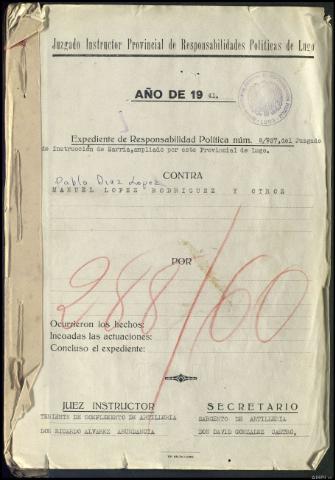 Juzgado Instructor Provincial de Responsabilidades Políticas de Lugo
AÑO DE 1941.
Expediente de Responsabilidad Política núm. 8/937, del Juzgado
de Instrucción de Sarria, ampliado por este Provincial de Lugo.
CONTRA
Pablo Diaz Lopez
MANUEL LOPEZ RODRIGUEZ Y OTROS
POR
288/60
Ocurrieron los hechos:
Incoadas las actuaciones:
Concluso el expediente:
JUEZ INSTRUCTOR
SECRETARIO
TENIENTE DE COMPLEMENTO DE ARTILLERIA
SARGENTO DE ARTILLERIA
DON RICARDO ALVAREZ ABUNDANCIA
DON DAVID GONZALEZ CASTRO,